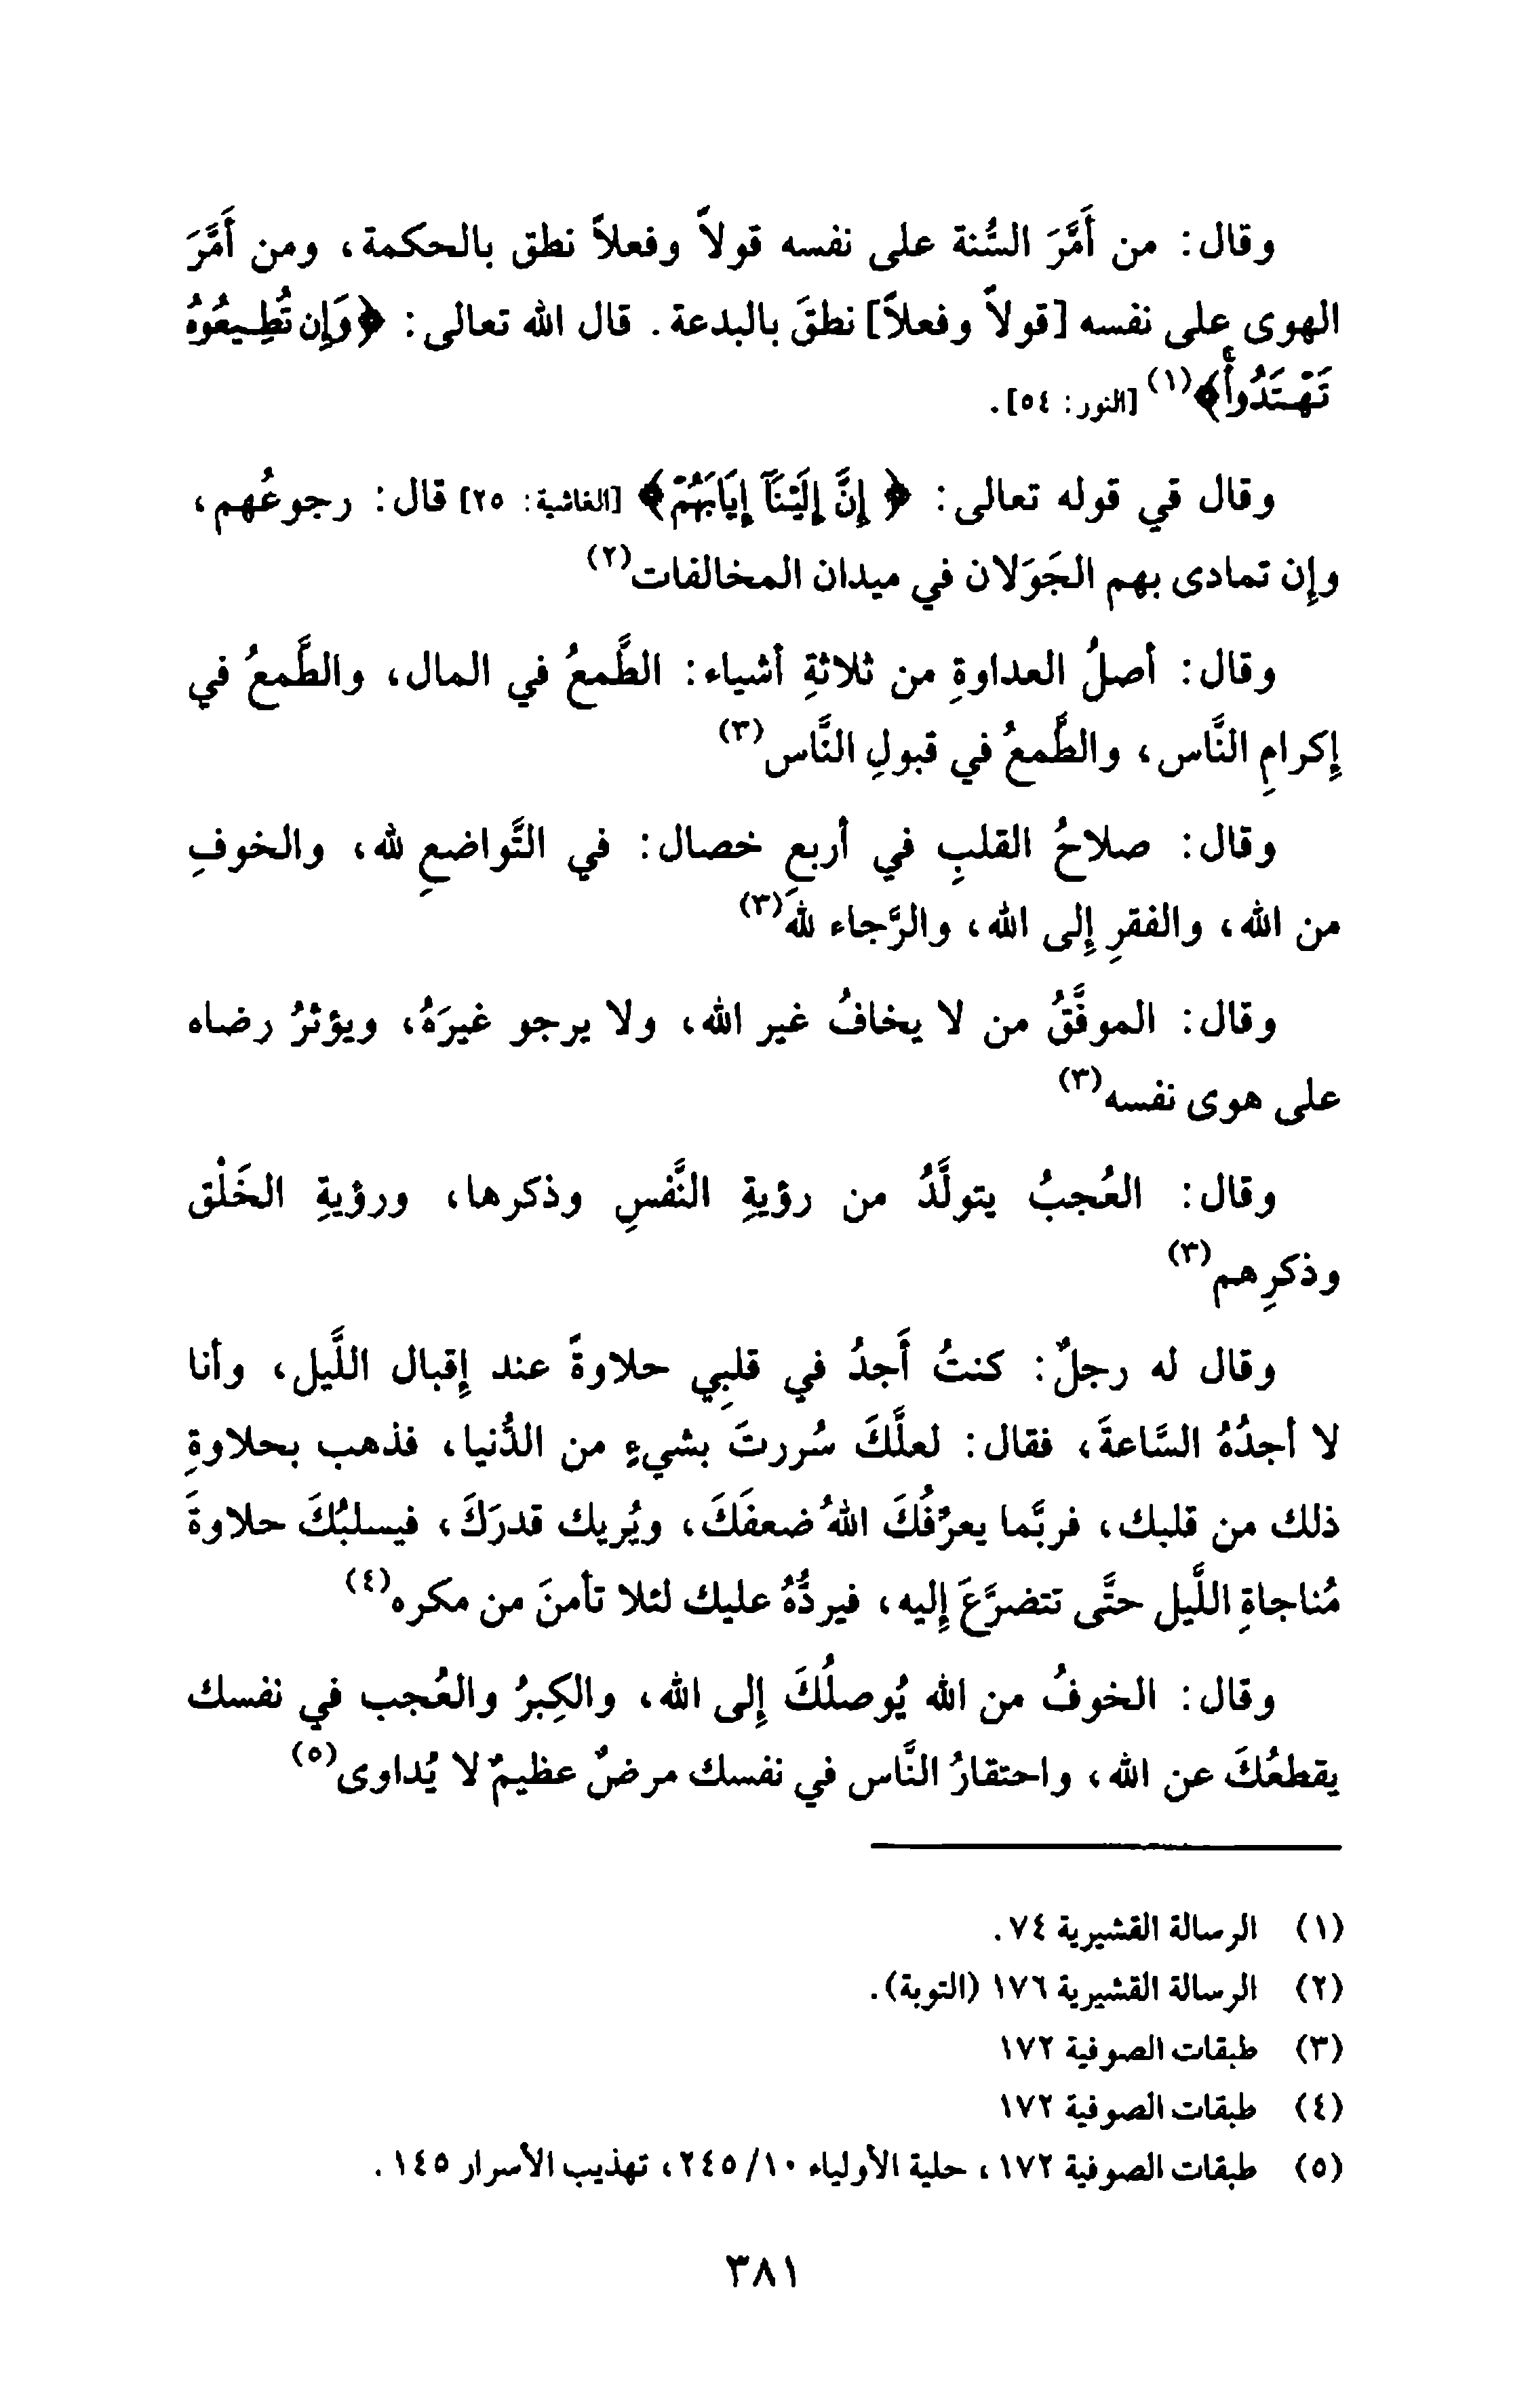 وقال: من أَمَّرَ السُّنة على نفسه قولاً وفعلاً نطق بالحكمة، ومن أَمَّرَ
الهوى على نفسه [قولاً وفعلاً] نطقَ بالبدعة. قال الله تعالى: ﴿وَإِن تُطِيعُوهُ
تَهْتَدُواْ﴾(١) [النور: ٥٤].
وقال في قوله تعالى: ﴿إِنَّ إِلَيْنَآ إِيَابَهُمْ﴾ [الغاشية: ٢٥] قال: رجوعُهم،
وإن تمادى بهم الجَوَلان في ميدان المخالفات(٢)
وقال: أصلُ العداوةِ من ثلاثةِ أشياء: الطَّمعُ في المال، والطَّمعُ في
إكرامِ النَّاس، والطَّمعُ في قبولِ النَّاس(٣)
وقال: صلاحُ القلبِ في أربعِ خصال: في التَّواضعِ لله، والخوفِ
من الله، والفقرِ إلى الله، والرَّجاء لله(٣)
وقال: الموفَّقُ من لا يخافُ غير الله، ولا يرجو غيرَهُ، ويؤثرُ رضاه
على هوى نفسه(٣)
وقال: العُجبُ يتولَّدُ من رؤيةِ النَّفسِ وذكرها، ورؤيةِ الخَلْق
وذكرِهم(٣)
وقال له رجلٌ: كنتُ أَجدُ في قلبِي حلاوةً عند إقبال اللَّيل، وأنا
لا أجدُهُ السَّاعةَ، فقال: لعلَّكَ سُررتَ بشيءٍ من الدُّنيا، فذهب بحلاوةِ
ذلك من قلبك، فربَّما يعرِّفُكَ اللهُ ضعفَكَ، ويُريك قدرَكَ، فيسلبُكَ حلاوةَ
مُناجاةِ اللَّيل حتَّى تتضرَّعَ إليه، فيردُّهُ عليك لئلا تأمنَ من مكره(٤)
وقال: الخوفُ من الله يُوصلُكَ إلى الله، والكِبرُ والعُجب في نفسك
يقطعُكَ عن الله، واحتقارُ النَّاس في نفسك مرضٌ عظيمٌ لا يُداوى(٥)
(١) الرسالة القشيرية ٧٤.
(٢) الرسالة القشيرية ١٧٦ (التوبة).
(٣) طبقات الصوفية ١٧٢
(٤) طبقات الصوفية ١٧٢
(٥) طبقات الصوفية ١٧٢، حلية الأولياء ٢٤٥/١٠، تهذيب الأسرار ١٤٥.
٣٨١